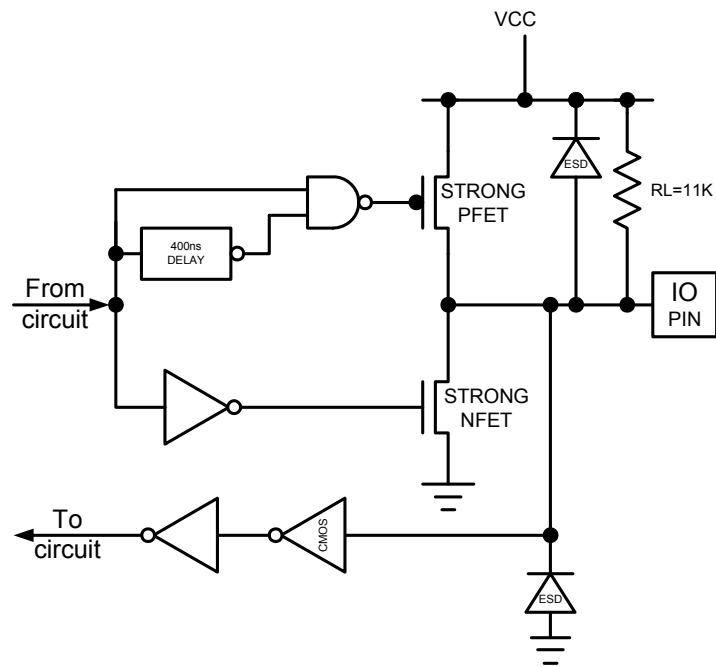 VCC
ESD
STRONG
PFET
RL=11K
400ns
DELAY
From
circuit
IO
PIN
STRONG
NFET
To
circuit
CMOS
ESD